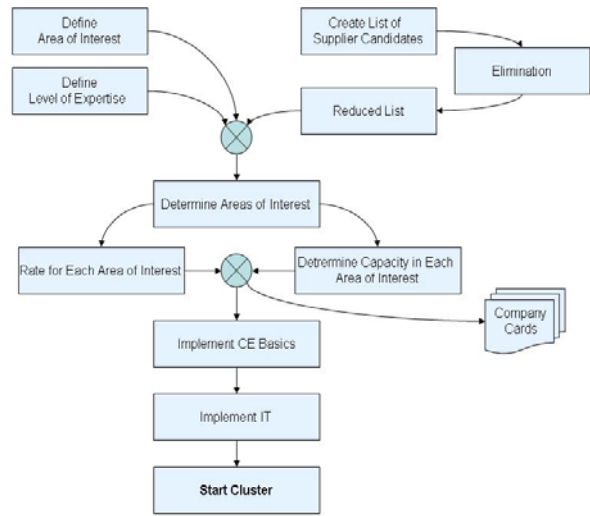 Define
Area of Interest
Create List of
Supplier Candidates
Elimination
Define
Level of Expertise
Reduced List
Determine Areas of Interest
Rate for Each Area of Interest
Detrermine Capacity in Each
Area of Interest
Company
Cards
Implement CE Basics
Implement IT
Start Cluster